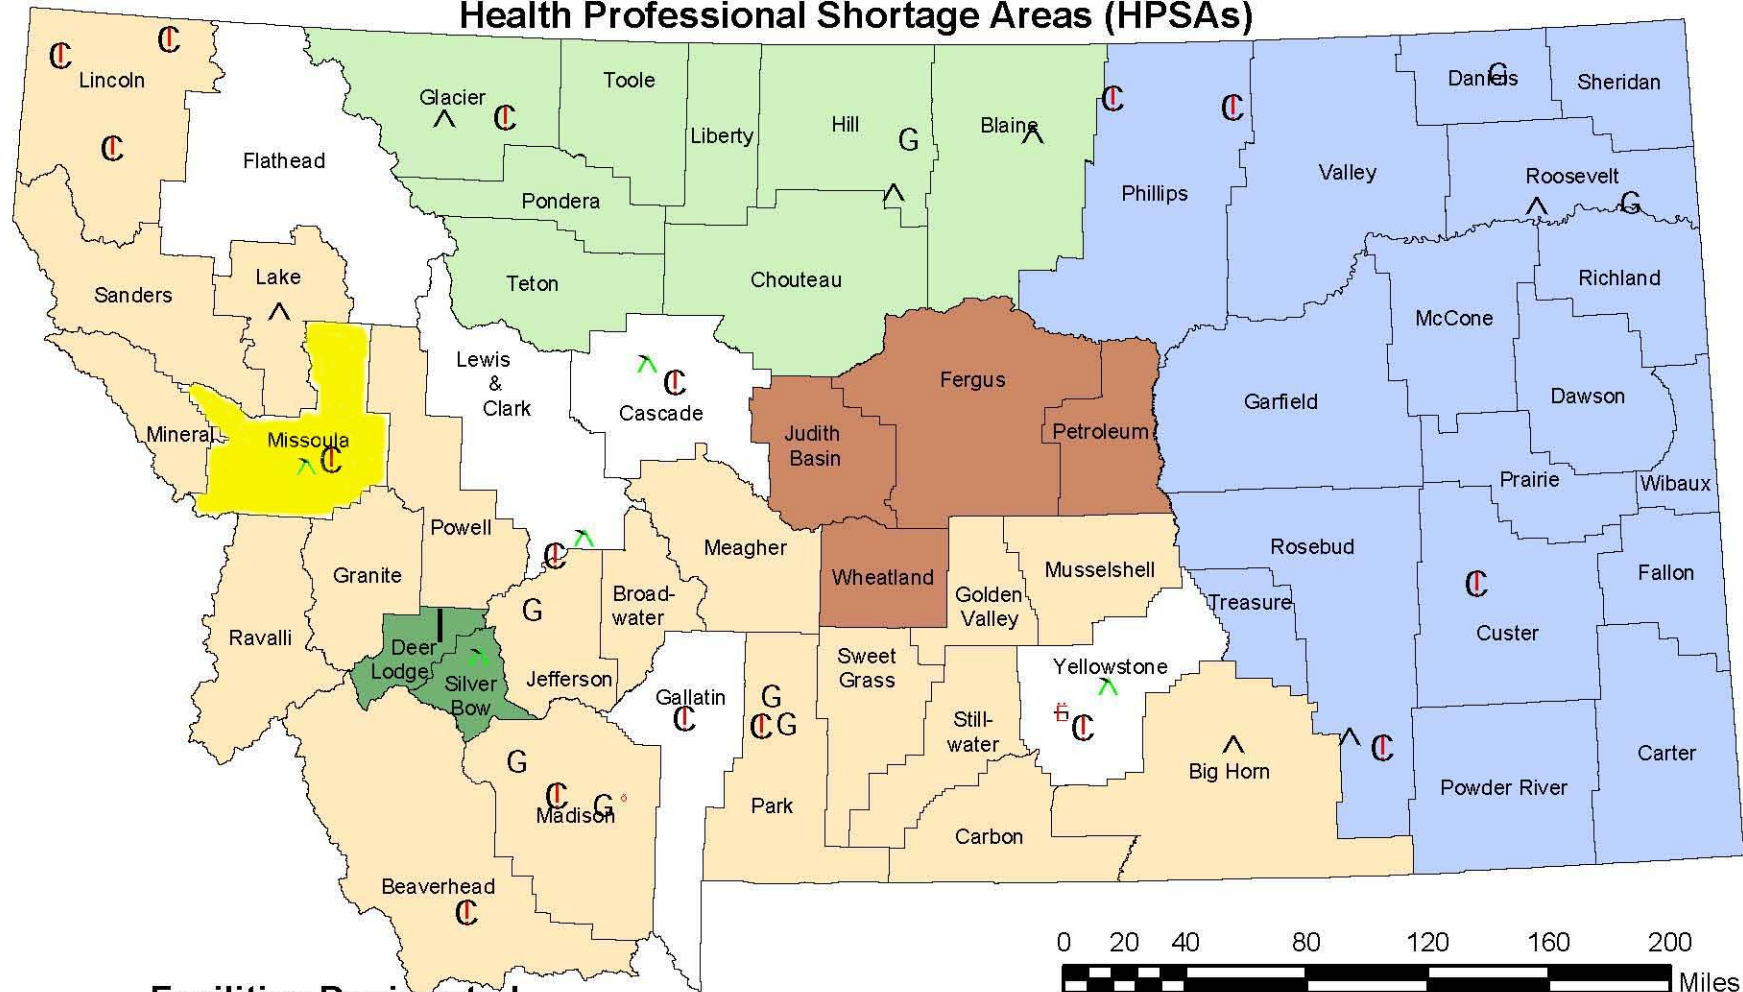 Health Professional Shortage Areas (HPSAs)
C
C
Lincoln
C
Flathead
Glacier
C
Toole
Liberty
Hill
G
Blaine
C
C
Phillips
Valley
Daniels
G
Sheridan
Roosevelt
G
Pondera
Teton
Chouteau
Sanders
Lake
Richland
McCone
Dawson
Lewis
&
Clark
C
Cascade
Fergus
Judith
Basin
Petroleum
Garfield
Mineral
Missoula
C
Prairie
Wibaux
Powell
C
Meagher
Granite
Wheatland
Golden
Valley
Musselshell
Rosebud
Treasure
C
Custer
Fallon
Ravalli
Deer
Lodge
Silver
Bow
G
Jefferson
Broad-
water
Gallatin
C
G
C G
Park
Sweet
Grass
Still-
water
Yellowstone
C
Big Horn
C
Powder River
Carter
G
C
G
Madison
Carbon
Beaverhead
C
0 20 40 80 120 160 200
Miles